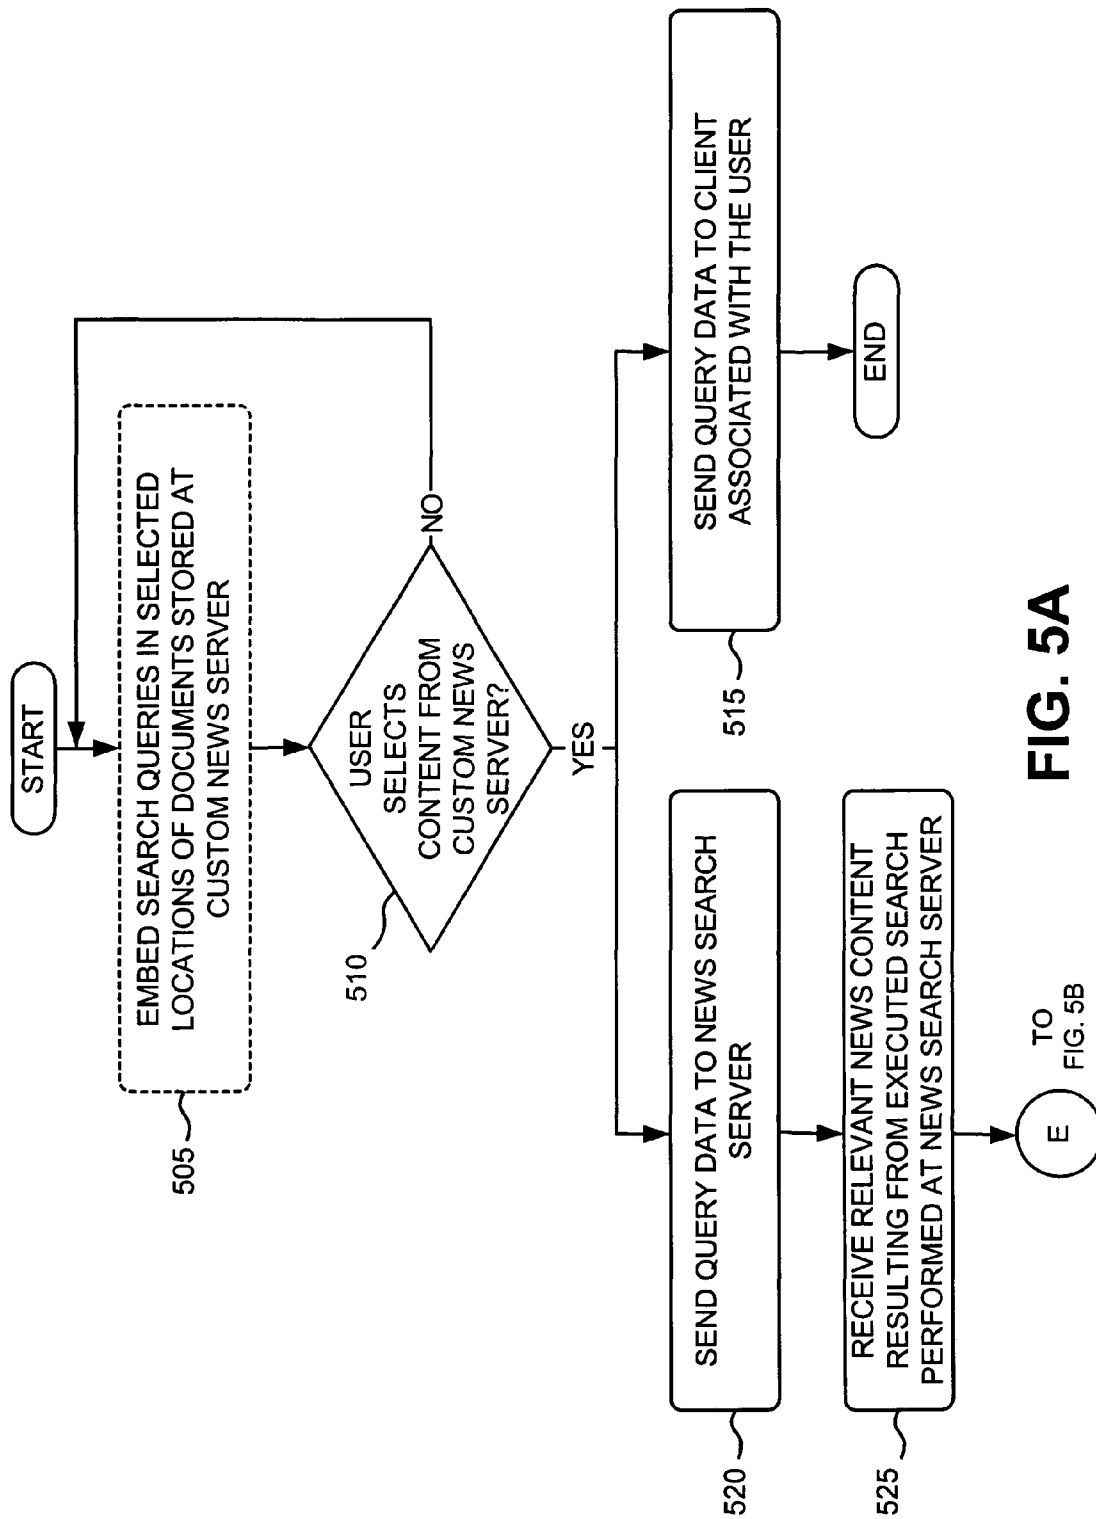 START
EMBED SEARCH QUERIES IN SELECTED
LOCATIONS OF DOCUMENTS STORED AT
CUSTOM NEWS SERVER
505
USER
SELECTS
CONTENT FROM
CUSTOM NEWS
SERVER?
510
NO
YES
SEND QUERY DATA TO NEWS SEARCH
SERVER
520
SEND QUERY DATA TO CLIENT
ASSOCIATED WITH THE USER
515
RECEIVE RELEVANT NEWS CONTENT
RESULTING FROM EXECUTED SEARCH
PERFORMED AT NEWS SEARCH SERVER
525
END
E
TO
FIG. 5B
FIG. 5A